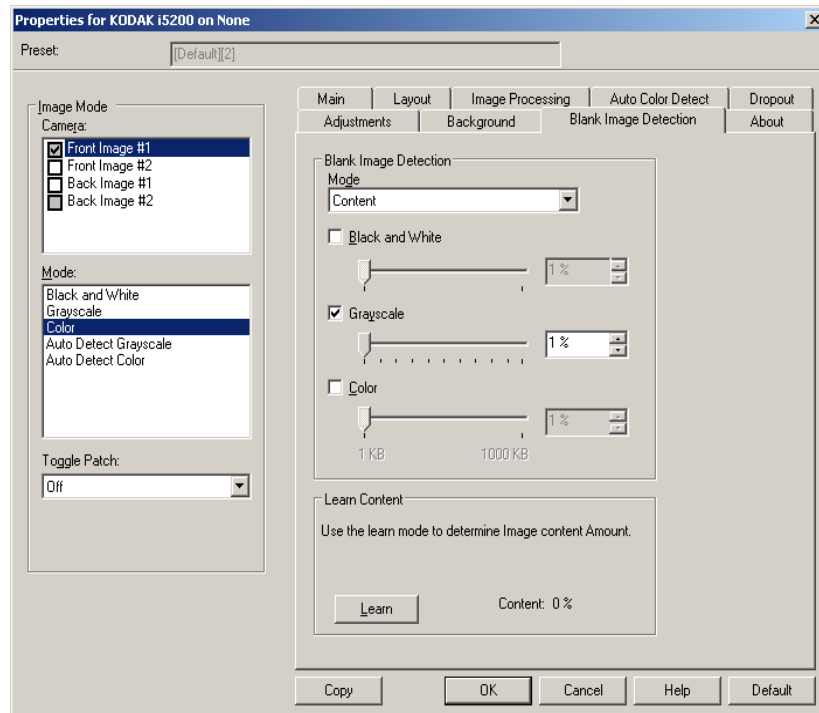 Properties for KODAK i5200 on None
Preset:
[Default][2]
Image Mode
Camera:
Front Image #1
Front Image #2
Back Image #1
Back Image #2
Mode:
Black and White
Grayscale
Color
Auto Detect Grayscale
Auto Detect Color
Toggle Patch:
Off
Main Layout Image Processing Auto Color Detect Dropout
Adjustments Background Blank Image Detection About
Blank Image Detection
Mode
Content
Black and White
1 %
Grayscale
1 %
Color
1 %
1 KB 1000 KB
Learn Content
Use the learn mode to determine Image content Amount.
Learn Content: 0 %
Copy OK Cancel Help Default